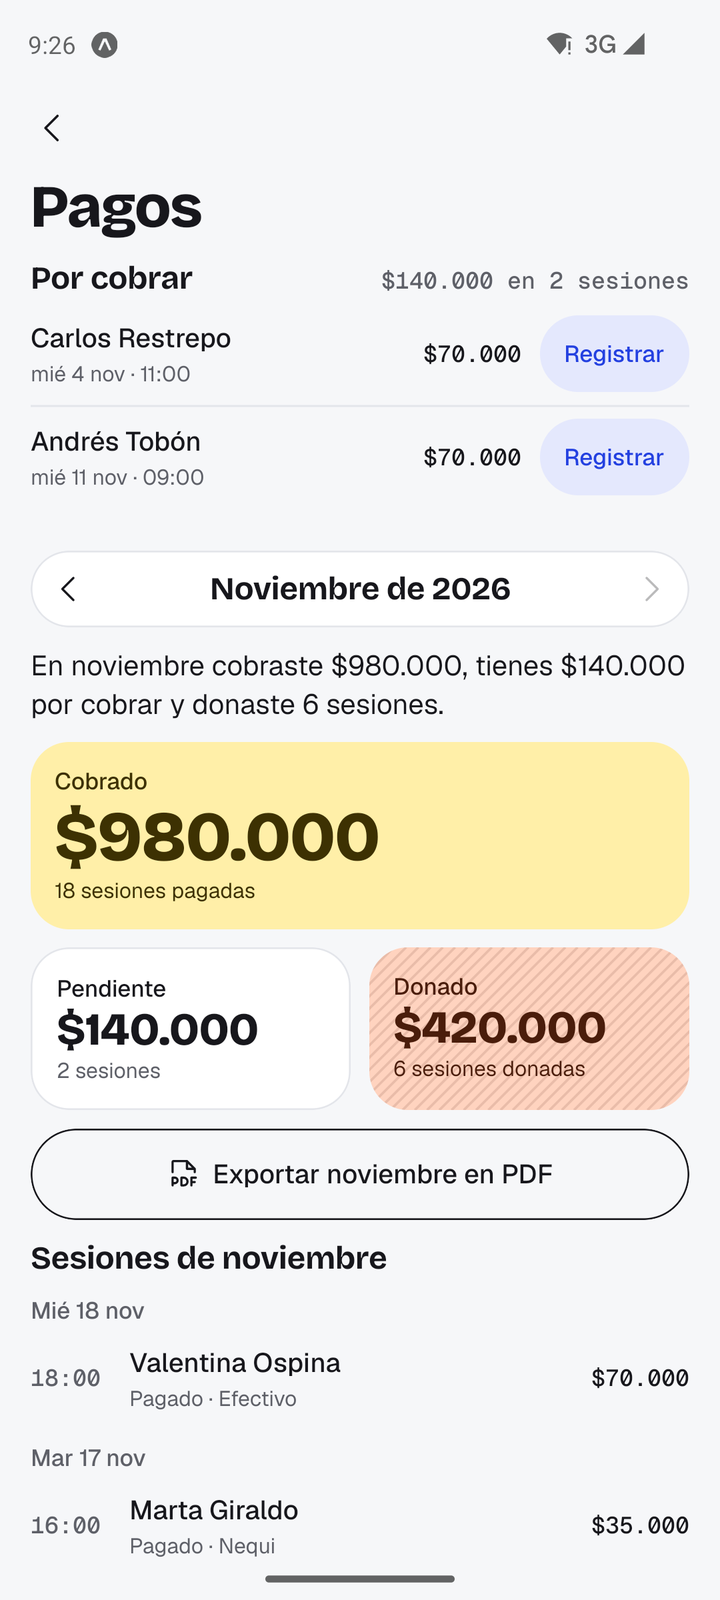 9:26
3G
Pagos
Por cobrar
$140.000 en 2 sesiones
Carlos Restrepo
mié 4 nov · 11:00
$70.000
Registrar
Andrés Tobón
mié 11 nov · 09:00
$70.000
Registrar
Noviembre de 2026
En noviembre cobraste $980.000, tienes $140.000
por cobrar y donaste 6 sesiones.
Cobrado
$980.000
18 sesiones pagadas
Pendiente
$140.000
2 sesiones
Donado
$420.000
6 sesiones donadas
PDF
Exportar noviembre en PDF
Sesiones de noviembre
Mié 18 nov
18:00
Valentina Ospina
Pagado · Efectivo
$70.000
Mar 17 nov
16:00
Marta Giraldo
Pagado · Nequi
$35.000